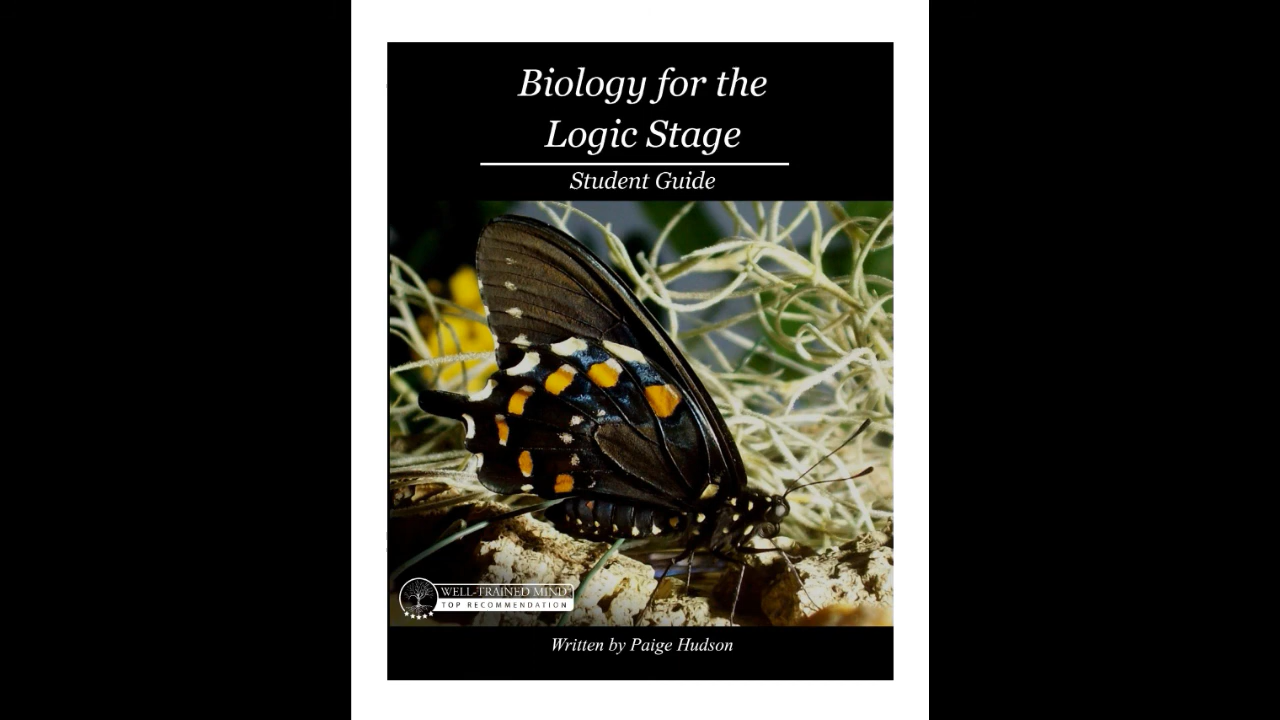 Biology for the
Logic Stage
Student Guide
WELL-TRAINED MIND
TOP RECOMMENDATION
Written by Paige Hudson